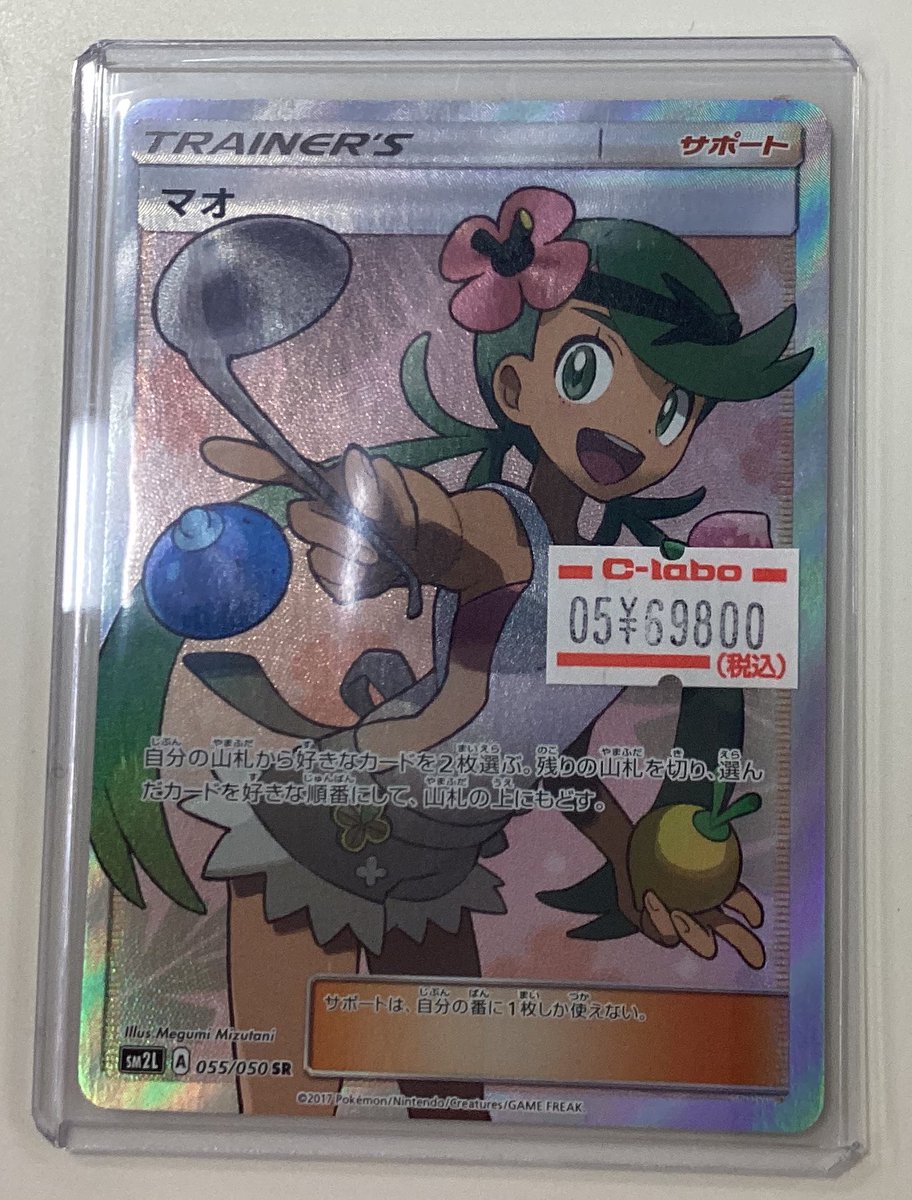 TRAINER'S サポート
マオ
C-labo
05¥69800
(税込)
自分の山札から好きなカードを2枚選ぶ。残りの山札を切り、選ん
だカードを好きな順番にして、山札の上にもどす。
サポートは、自分の番に1枚しか使えない。
Illus. Megumi Mizutani
SM2L A 055/050 SR
©2017 Pokémon/Nintendo/Creatures/GAME FREAK.